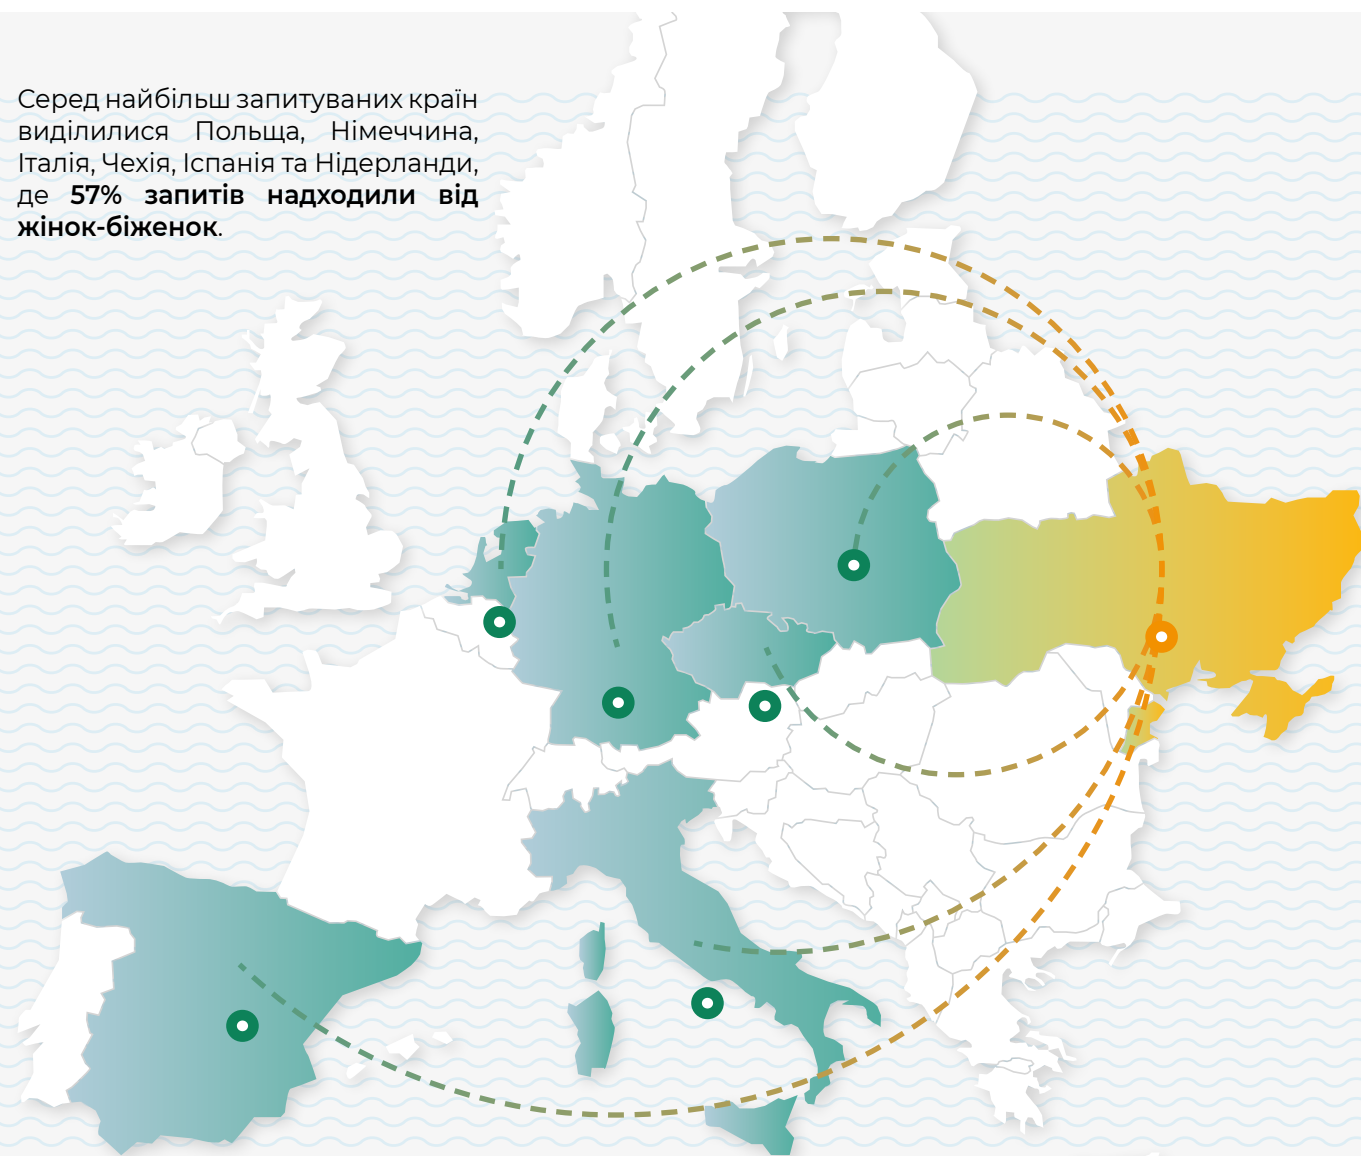 Серед найбільш запитуваних країн
виділилися Польща, Німеччина,
Італія, Чехія, Іспанія та Нідерланди,
де 57% запитів надходили від
жінок-біженок.